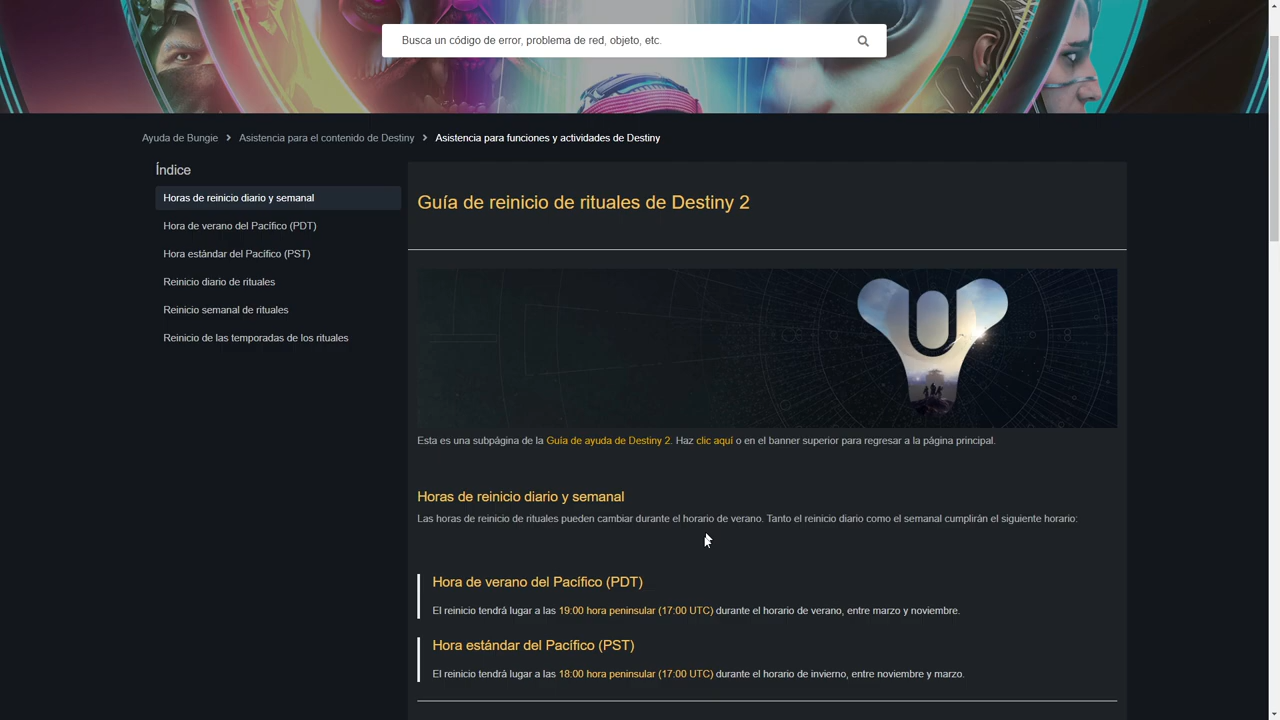 Busca un código de error, problema de red, objeto, etc.
Ayuda de Bungie > Asistencia para el contenido de Destiny > Asistencia para funciones y actividades de Destiny
Índice
Horas de reinicio diario y semanal
Hora de verano del Pacífico (PDT)
Hora estándar del Pacífico (PST)
Reinicio diario de rituales
Reinicio semanal de rituales
Reinicio de las temporadas de los rituales
Guía de reinicio de rituales de Destiny 2
Esta es una subpágina de la Guía de ayuda de Destiny 2. Haz clic aquí o en el banner superior para regresar a la página principal.
Horas de reinicio diario y semanal
Las horas de reinicio de rituales pueden cambiar durante el horario de verano. Tanto el reinicio diario como el semanal cumplirán el siguiente horario:
Hora de verano del Pacífico (PDT)
El reinicio tendrá lugar a las 19:00 hora peninsular (17:00 UTC) durante el horario de verano, entre marzo y noviembre.
Hora estándar del Pacífico (PST)
El reinicio tendrá lugar a las 18:00 hora peninsular (17:00 UTC) durante el horario de invierno, entre noviembre y marzo.